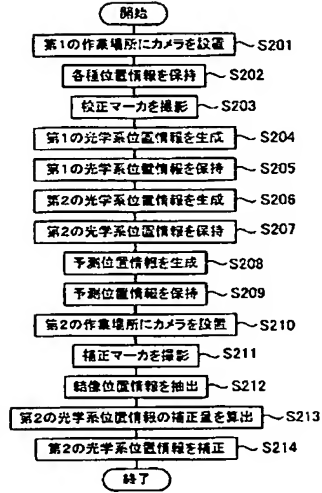 開始
第1の作業場所にカメラを設置 S201
各種位置情報を保持 S202
校正マーカを撮影 S203
第1の光学系位置情報を生成 S204
第1の光学系位置情報を保持 S205
第2の光学系位置情報を生成 S206
第2の光学系位置情報を保持 S207
予測位置情報を生成 S208
予測位置情報を保持 S209
第2の作業場所にカメラを設置 S210
補正マーカを撮影 S211
結像位置情報を抽出 S212
第2の光学系位置情報の補正量を算出 S213
第2の光学系位置情報を補正 S214
終了